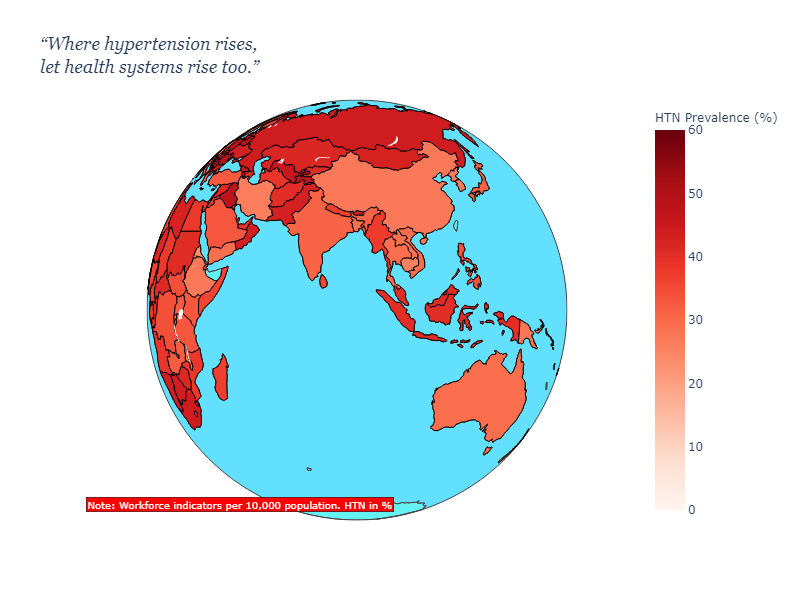 “Where hypertension rises,
let health systems rise too.”
HTN Prevalence (%)
60
50
40
30
20
10
0
Note: Workforce indicators per 10,000 population. HTN in %